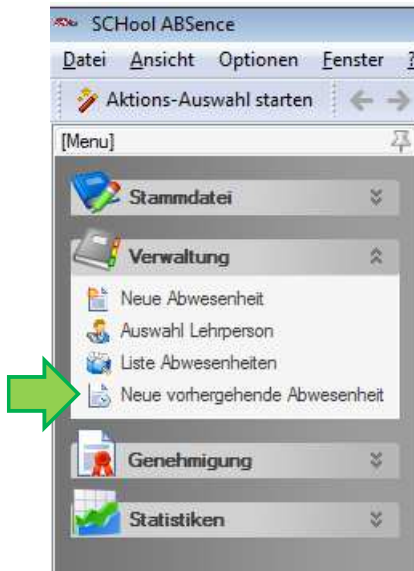 SCHool ABSence
Datei Ansicht Optionen Fenster
Aktions-Auswahl starten
[Menu]
Stammdatei
Verwaltung
Neue Abwesenheit
Auswahl Lehrperson
Liste Abwesenheiten
Neue vorhergehende Abwesenheit
Genehmigung
Statistiken